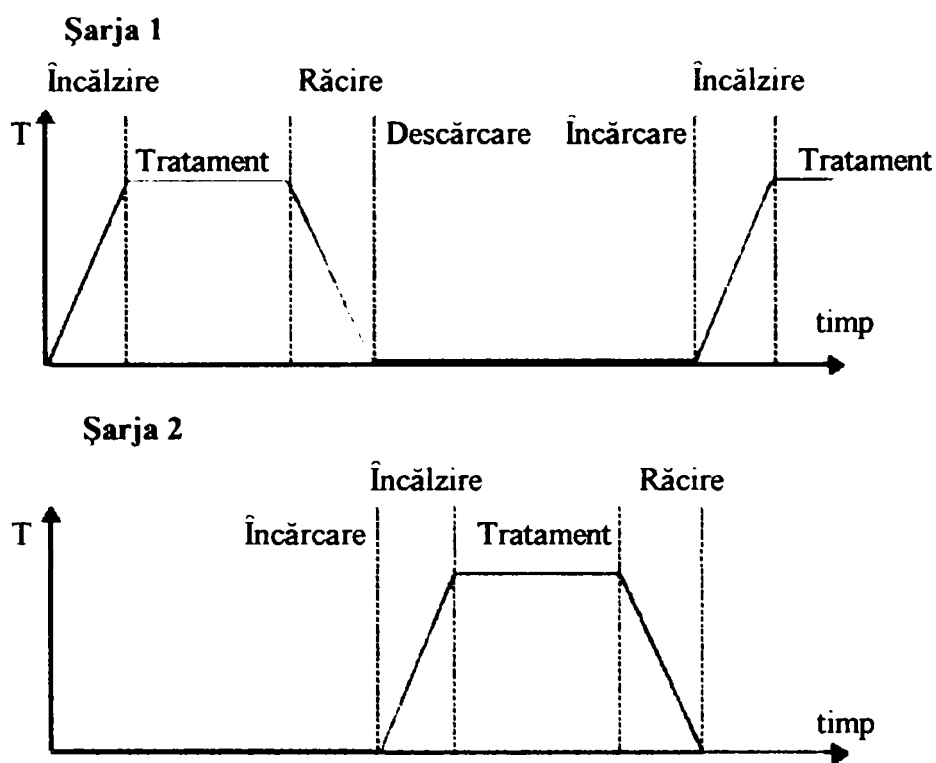 Şarja 1
Încălzire Răcire Încălzire
T Descărcare Încărcare
Tratament Tratament
timp
Şarja 2
Încălzire Răcire
T Încărcare Tratament
timp